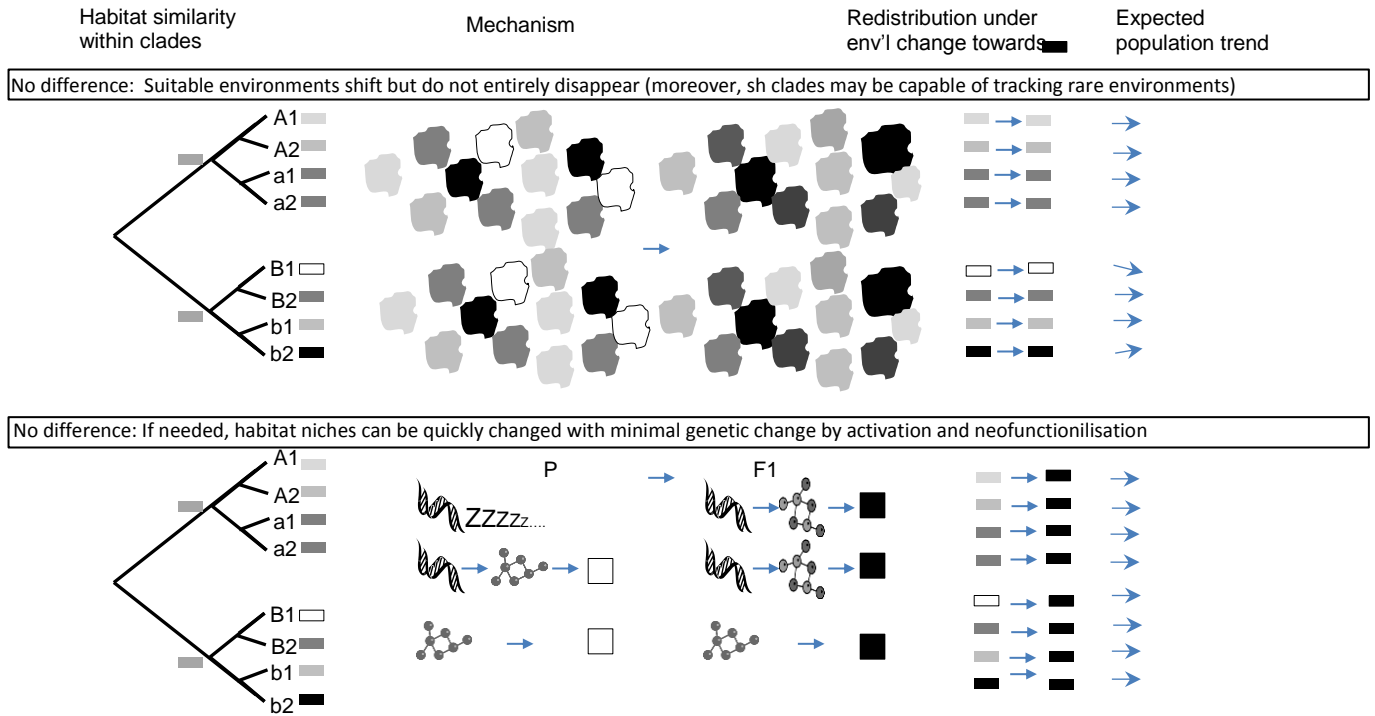 Habitat similarity
within clades
Mechanism
Redistribution under
env'l change towards
Expected
population trend
No difference: Suitable environments shift but do not entirely disappear (moreover, sh clades may be capable of tracking rare environments)
A1
A2
a1
a2
B1
B2
b1
b2
No difference: If needed, habitat niches can be quickly changed with minimal genetic change by activation and neofunctionilisation
A1
A2
a1
a2
B1
B2
b1
b2
P
F1
ZZZZz....